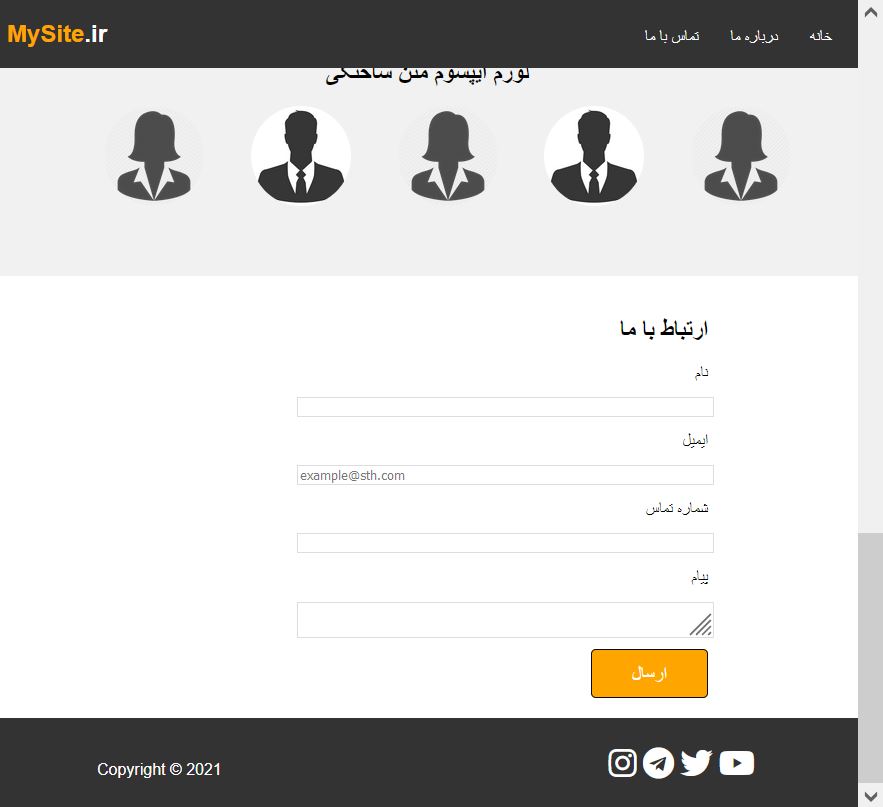 MySite.ir
خانه درباره ما تماس با ما
لورم ایپسوم متن ساختگی
ارتباط با ما
نام
ایمیل
example@sth.com
شماره تماس
پیام
ارسال
Copyright © 2021